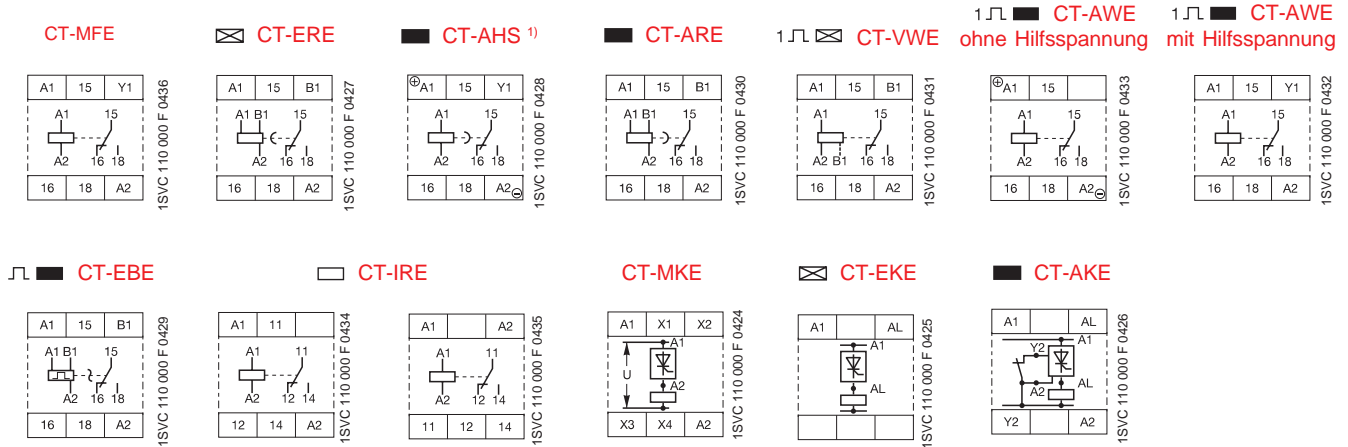 CT-MFE
CT-ERE
CT-AHS 1)
CT-ARE
1 CT-VWE
1 CT-AWE
ohne Hilfsspannung
1 CT-AWE
mit Hilfsspannung
A1 15 Y1
A1 15
A2 16 18
16 18 A2
1SVC 110 000 F 0436
A1 15 B1
A1 B1 15
A2 16 18
16 18 A2
1SVC 110 000 F 0427
⊕A1 15 Y1
A1 15
A2 16 18
16 18 A2⊖
1SVC 110 000 F 0428
A1 15 B1
A1 B1 15
A2 16 18
16 18 A2
1SVC 110 000 F 0430
A1 15 B1
A1 15
A2 B1 16 18
16 18 A2
1SVC 110 000 F 0431
⊕A1 15
A1 15
A2 16 18
16 18 A2⊖
1SVC 110 000 F 0433
A1 15 Y1
A1 15
A2 16 18
16 18 A2
1SVC 110 000 F 0432
CT-EBE
CT-IRE
CT-MKE
CT-EKE
CT-AKE
A1 15 B1
A1 B1 15
A2 16 18
16 18 A2
1SVC 110 000 F 0429
A1 11
A1 11
A2 12 14
12 14 A2
1SVC 110 000 F 0434
A1 A2
A1 11
A2 12 14
11 12 14
1SVC 110 000 F 0435
A1 X1 X2
A1
U
A2
X3 X4 A2
1SVC 110 000 F 0424
A1 AL
A1
AL
1SVC 110 000 F 0425
A1 AL
Y2 A1
A2 AL
Y2 A2
1SVC 110 000 F 0426